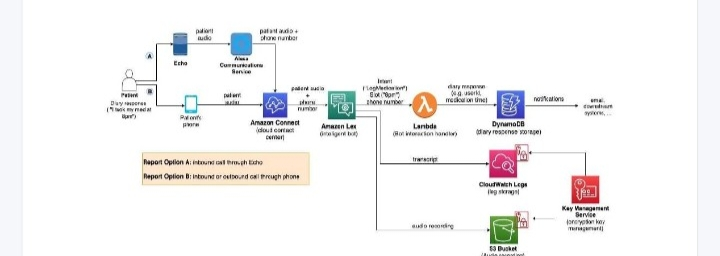 patient
audio
patient audio +
phone number
A
Echo
Alexa
Communications
Service
B
Patient
Diary response
("I took my med at
8pm")
Patient's
phone
patient
audio
Amazon Connect
(cloud contact
center)
patient audio
+
phone
number
Amazon Lex
(intelligent bot)
Intent
("LogMedication")
Slot ("8pm")
phone number
Lambda
(Bot interaction handler)
diary response
(e.g. userId,
medication time)
DynamoDB
(diary response storage)
notifications
email,
downstream
systems, ...
Report Option A: inbound call through Echo
Report Option B: inbound or outbound call through phone
transcript
CloudWatch Logs
(log storage)
Key Management
Service
(encryption key
management)
audio recording
S3 Bucket